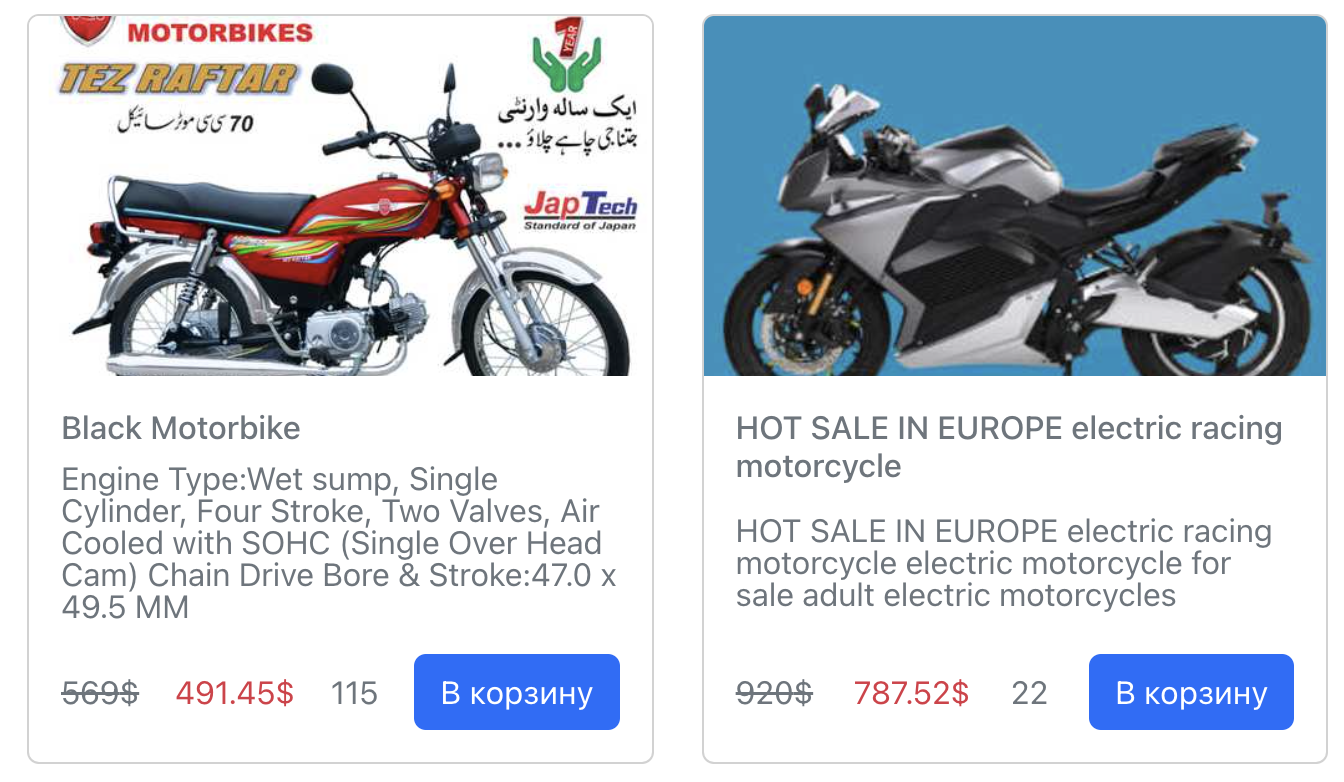 MOTORBIKES
TEZ RAFTAR
70 سی سی موٹر سائیکل
1 YEAR
ایک سالہ وارنٹی
جتنا جی چاہے چلاؤ ...
JapTech
Standard of Japan
Black Motorbike
Engine Type:Wet sump, Single
Cylinder, Four Stroke, Two Valves, Air
Cooled with SOHC (Single Over Head
Cam) Chain Drive Bore & Stroke:47.0 x
49.5 MM
569$ 491.45$ 115 В корзину
HOT SALE IN EUROPE electric racing
motorcycle
HOT SALE IN EUROPE electric racing
motorcycle electric motorcycle for
sale adult electric motorcycles
920$ 787.52$ 22 В корзину